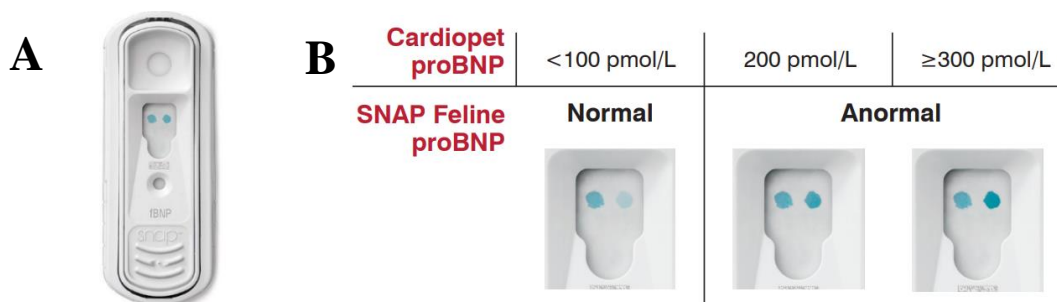 A
fBNP
snap
B
Cardiopet
proBNP
<100 pmol/L
200 pmol/L
≥300 pmol/L
SNAP Feline
proBNP
Normal
Anormal